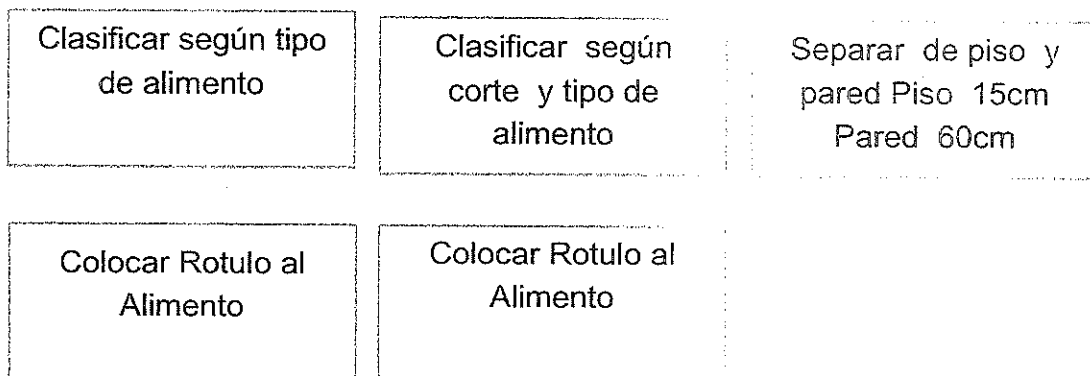 Clasificar según tipo
de alimento
Clasificar según
corte y tipo de
alimento
Separar de piso y
pared Piso 15cm
Pared 60cm
Colocar Rotulo al
Alimento
Colocar Rotulo al
Alimento